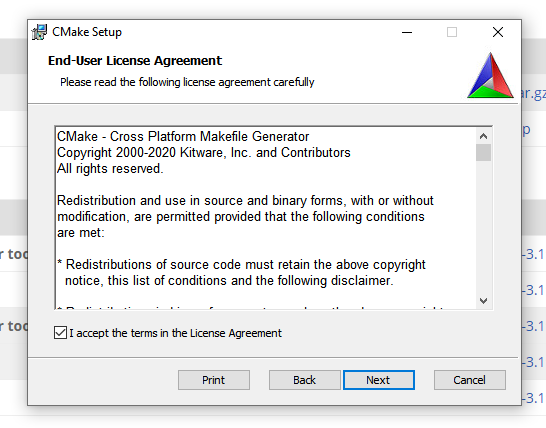 CMake Setup
End-User License Agreement
Please read the following license agreement carefully
ar.gz
p
CMake - Cross Platform Makefile Generator
Copyright 2000-2020 Kitware, Inc. and Contributors
All rights reserved.
Redistribution and use in source and binary forms, with or without
modification, are permitted provided that the following conditions
are met:
r too
-3.1
* Redistributions of source code must retain the above copyright
notice, this list of conditions and the following disclaimer.
-3.1
r too
-3.1
I accept the terms in the License Agreement
-3.1
Print
Back
Next
Cancel
-3.1